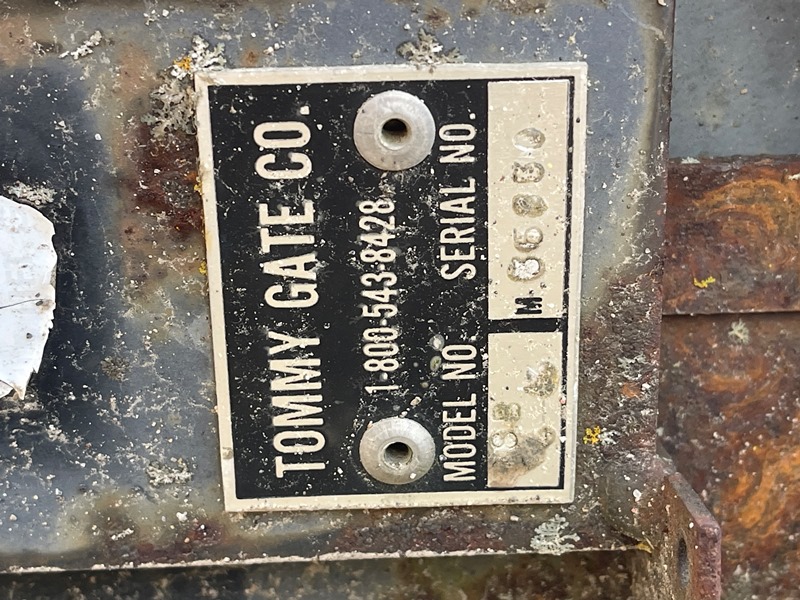 TOMMY GATE CO.
1-800-543-8428
MODEL NO. SERIAL NO.
M